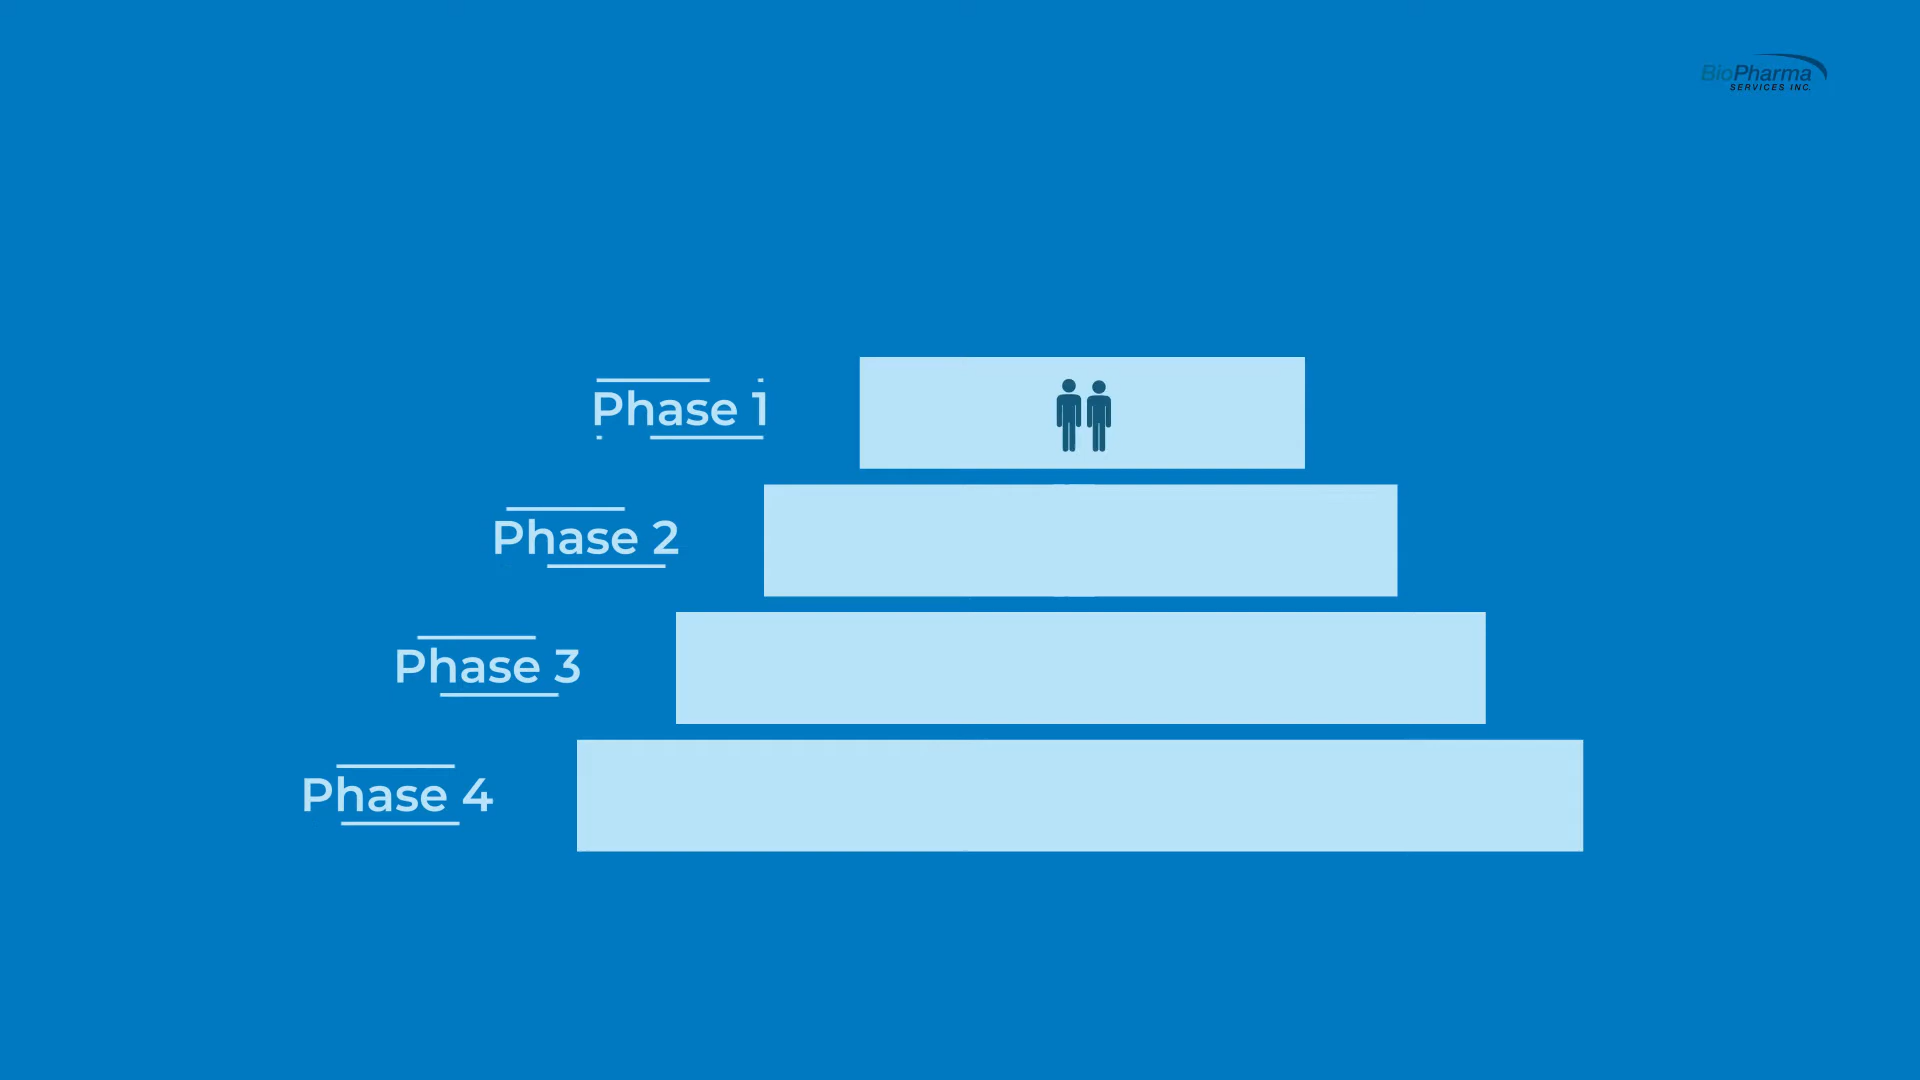 BioPharma
SERVICES INC.
Phase 1
Phase 2
Phase 3
Phase 4